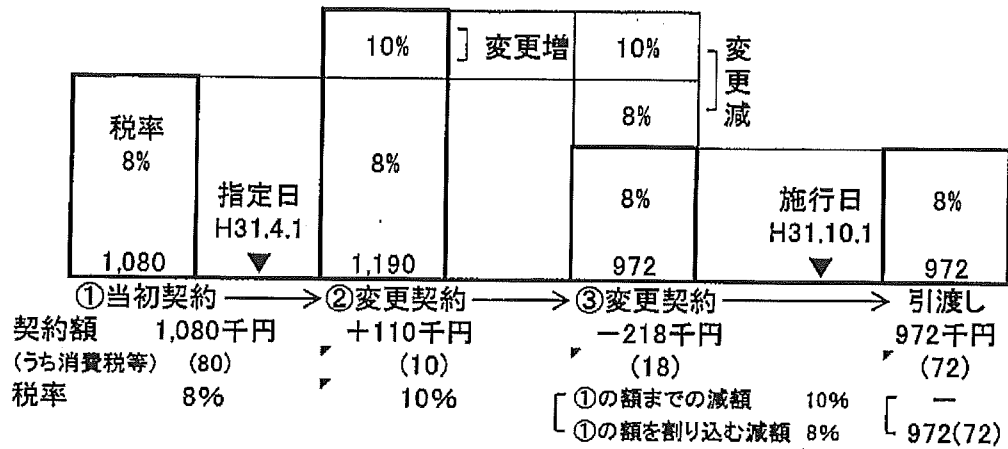 10% ］変更増 10% 変更減
税率 8%
8% 8%
指定日 8% 施行日 8%
H31.4.1 H31.10.1
▼ ▼
1,080 1,190 972 972
①当初契約 → ②変更契約 → ③変更契約 → 引渡し
契約額 1,080千円 +110千円 −218千円 972千円
(うち消費税等) (80) (10) (18) (72)
税率 8% 10%
①の額までの減額 10% ―
①の額を割り込む減額 8% 972(72)